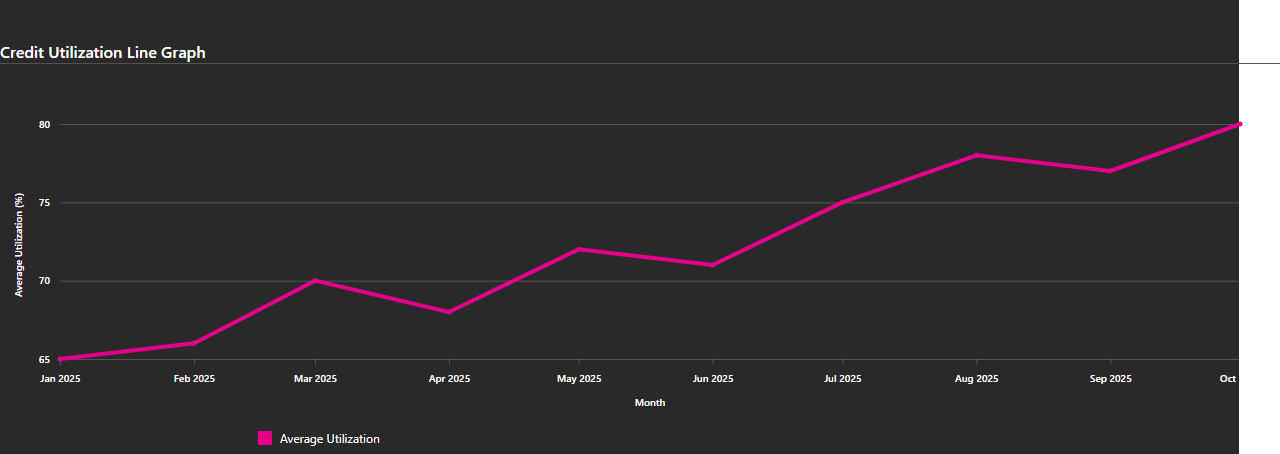 Credit Utilization Line Graph
80
75
70
65
Average Utilization (%)
Jan 2025 Feb 2025 Mar 2025 Apr 2025 May 2025 Jun 2025 Jul 2025 Aug 2025 Sep 2025 Oct
Month
Average Utilization